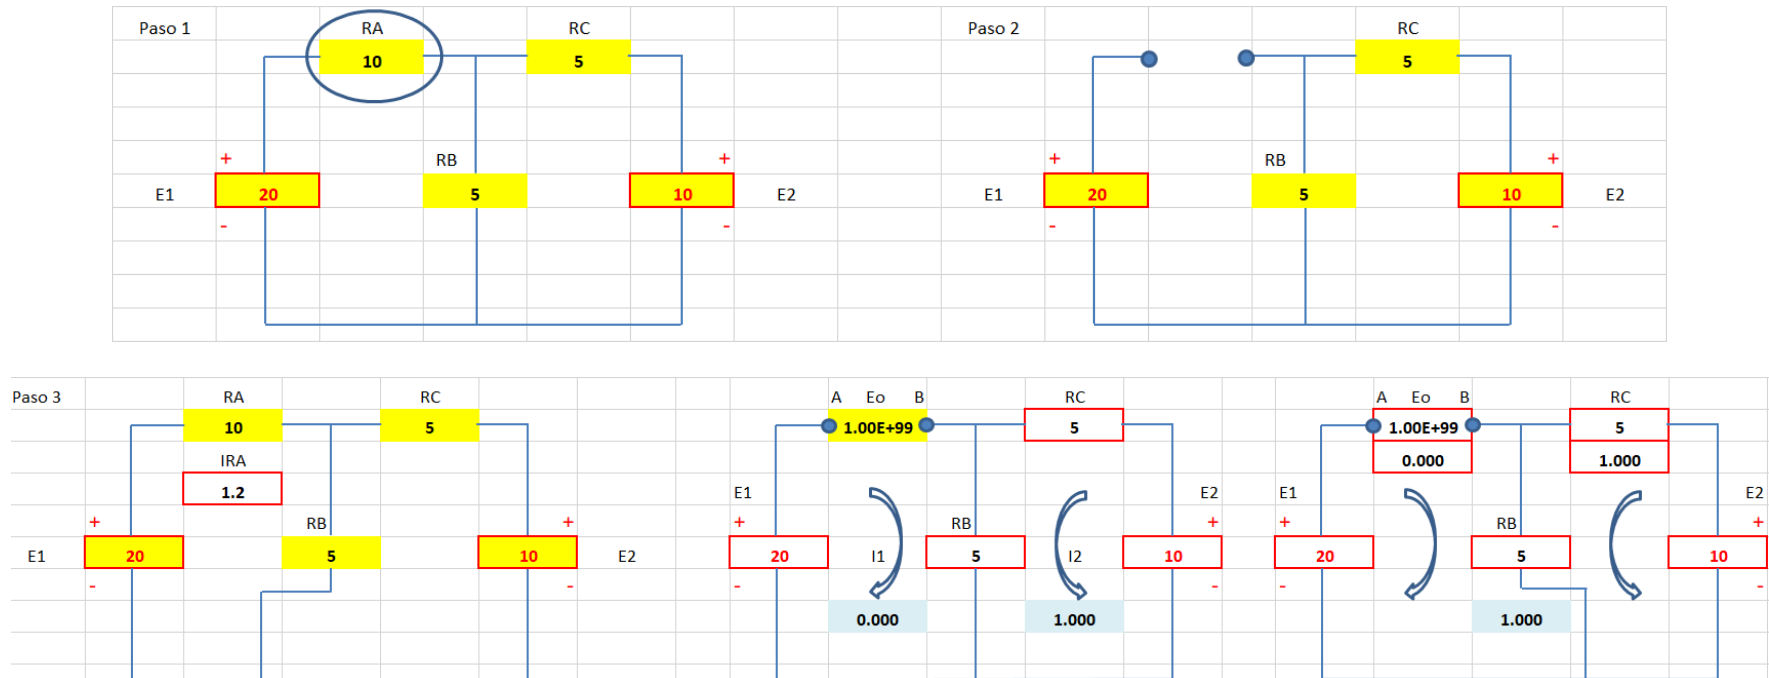 Paso 1 RA RC
10 5
+ RB +
E1 20 5 10 E2
- -
Paso 2 RC
5
+ RB +
E1 20 5 10 E2
- -
Paso 3 RA RC
10 5
IRA
1.2
+ RB +
E1 20 5 10 E2
- -
A Eo B RC
1.00E+99 5
E1 E2
+ RB +
20 I1 5 I2 10
- -
0.000 1.000
A Eo B RC
1.00E+99 5
0.000 1.000
E1 E2
+ RB +
20 5 10
- -
1.000